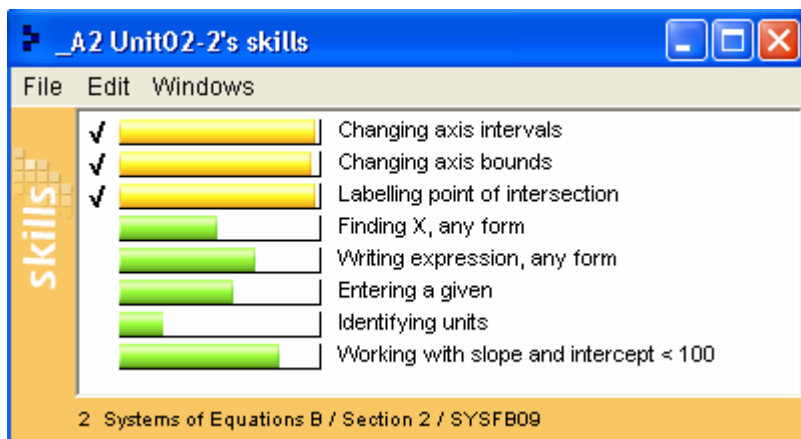 _A2 Unit02-2's skills
File Edit Windows
skills
√ Changing axis intervals
√ Changing axis bounds
√ Labelling point of intersection
Finding X, any form
Writing expression, any form
Entering a given
Identifying units
Working with slope and intercept < 100
2 Systems of Equations B / Section 2 / SYSFB09